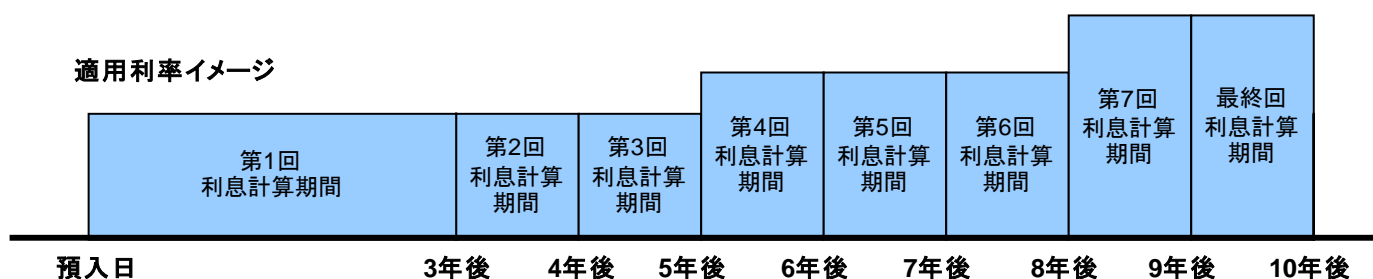 適用利率イメージ
第1回
利息計算期間
第2回
利息計算
期間
第3回
利息計算
期間
第4回
利息計算
期間
第5回
利息計算
期間
第6回
利息計算
期間
第7回
利息計算
期間
最終回
利息計算
期間
預入日 3年後 4年後 5年後 6年後 7年後 8年後 9年後 10年後